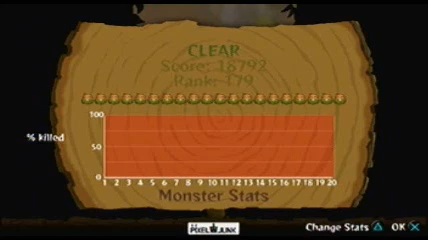 CLEAR
Score: 18792
Rank: 179
100
% killed
50
0
1 2 3 4 5 6 7 8 9 10 11 12 13 14 15 16 17 18 19 20
Monster Stats
PIXELJUNK
Change Stats OK